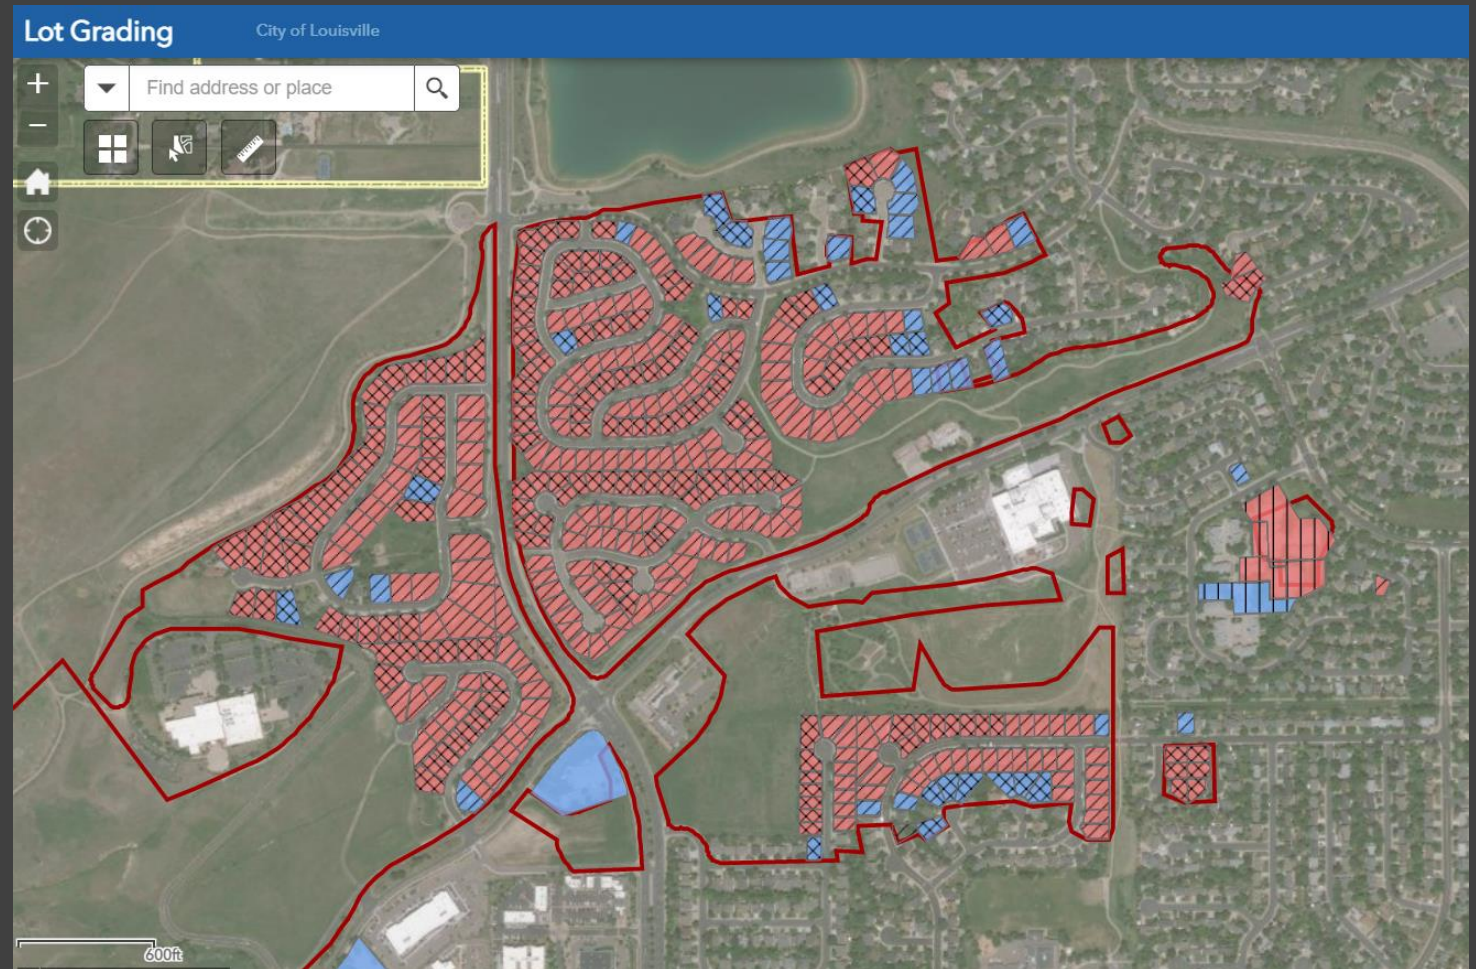 Lot Grading
City of Louisville
+
Find address or place
−
600ft